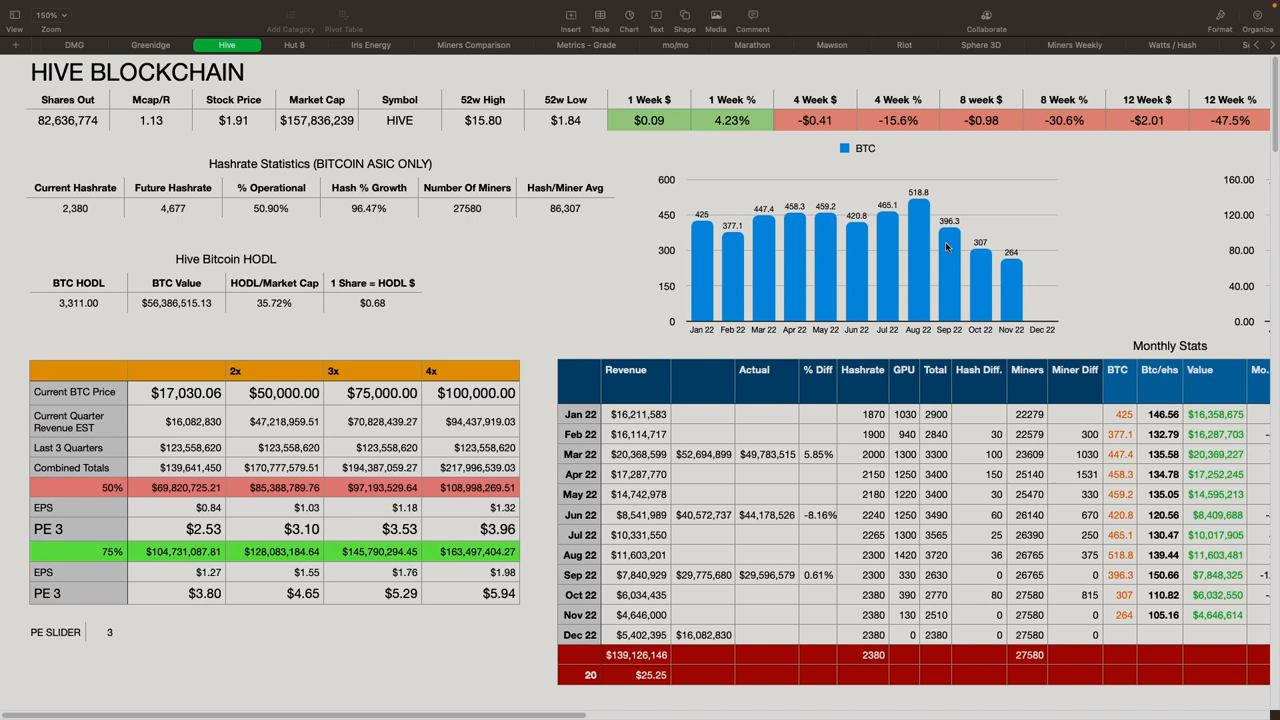 150%
View Zoom Add Category Pivot Table Insert Table Chart Text Shape Media Comment Collaborate Format Organize
DMG Greenidge Hive Hut 8 Iris Energy Miners Comparison Metrics - Grade mo/mo Marathon Mawson Riot Sphere 3D Miners Weekly Watts / Hash
HIVE BLOCKCHAIN
Shares Out Mcap/R Stock Price Market Cap Symbol 52w High 52w Low 1 Week $ 1 Week % 4 Week $ 4 Week % 8 week $ 8 Week % 12 Week $ 12 Week %
82,636,774 1.13 $1.91 $157,836,239 HIVE $15.80 $1.84 $0.09 4.23% -$0.41 -15.6% -$0.98 -30.6% -$2.01 -47.5%
BTC
Hashrate Statistics (BITCOIN ASIC ONLY)
Current Hashrate Future Hashrate % Operational Hash % Growth Number Of Miners Hash/Miner Avg
2,380 4,677 50.90% 96.47% 27580 86,307
Hive Bitcoin HODL
BTC HODL BTC Value HODL/Market Cap 1 Share = HODL $
3,311.00 $56,386,515.13 35.72% $0.68
600
450
300
150
0
425 377.1 447.4 458.3 459.2 420.8 465.1 518.8 396.3 307 264
Jan 22 Feb 22 Mar 22 Apr 22 May 22 Jun 22 Jul 22 Aug 22 Sep 22 Oct 22 Nov 22 Dec 22
160.00
120.00
80.00
40.00
0.00
2x 3x 4x
Current BTC Price $17,030.06 $50,000.00 $75,000.00 $100,000.00
Current Quarter
Revenue EST $16,082,830 $47,218,959.51 $70,828,439.27 $94,437,919.03
Last 3 Quarters $123,558,620 $123,558,620 $123,558,620 $123,558,620
Combined Totals $139,641,450 $170,777,579.51 $194,387,059.27 $217,996,539.03
50% $69,820,725.21 $85,388,789.76 $97,193,529.64 $108,998,269.51
EPS $0.84 $1.03 $1.18 $1.32
PE 3 $2.53 $3.10 $3.53 $3.96
75% $104,731,087.81 $128,083,184.64 $145,790,294.45 $163,497,404.27
EPS $1.27 $1.55 $1.76 $1.98
PE 3 $3.80 $4.65 $5.29 $5.94
PE SLIDER 3
Monthly Stats
Revenue Actual % Diff Hashrate GPU Total Hash Diff. Miners Miner Diff BTC Btc/ehs Value Mo.
Jan 22 $16,211,583 1870 1030 2900 22279 425 146.56 $16,358,675
Feb 22 $16,114,717 1900 940 2840 30 22579 300 377.1 132.79 $16,287,703
Mar 22 $20,368,599 $52,694,899 $49,783,515 5.85% 2000 1300 3300 100 23609 1030 447.4 135.58 $20,369,227
Apr 22 $17,287,770 2150 1250 3400 150 25140 1531 458.3 134.78 $17,252,245
May 22 $14,742,978 2180 1220 3400 30 25470 330 459.2 135.05 $14,595,213
Jun 22 $8,541,989 $40,572,737 $44,178,526 -8.16% 2240 1250 3490 60 26140 670 420.8 120.56 $8,409,688
Jul 22 $10,331,550 2265 1300 3565 25 26390 250 465.1 130.47 $10,017,905
Aug 22 $11,603,201 2300 1420 3720 36 26765 375 518.8 139.44 $11,603,481
Sep 22 $7,840,929 $29,775,680 $29,596,579 0.61% 2300 330 2630 0 26765 0 396.3 150.66 $7,848,325
Oct 22 $6,034,435 2380 390 2770 80 27580 815 307 110.82 $6,032,550
Nov 22 $4,646,000 2380 130 2510 0 27580 0 264 105.16 $4,646,614
Dec 22 $5,402,395 $16,082,830 2380 0 2380 0 27580 0
$139,126,146 2380 27580
20 $25.25